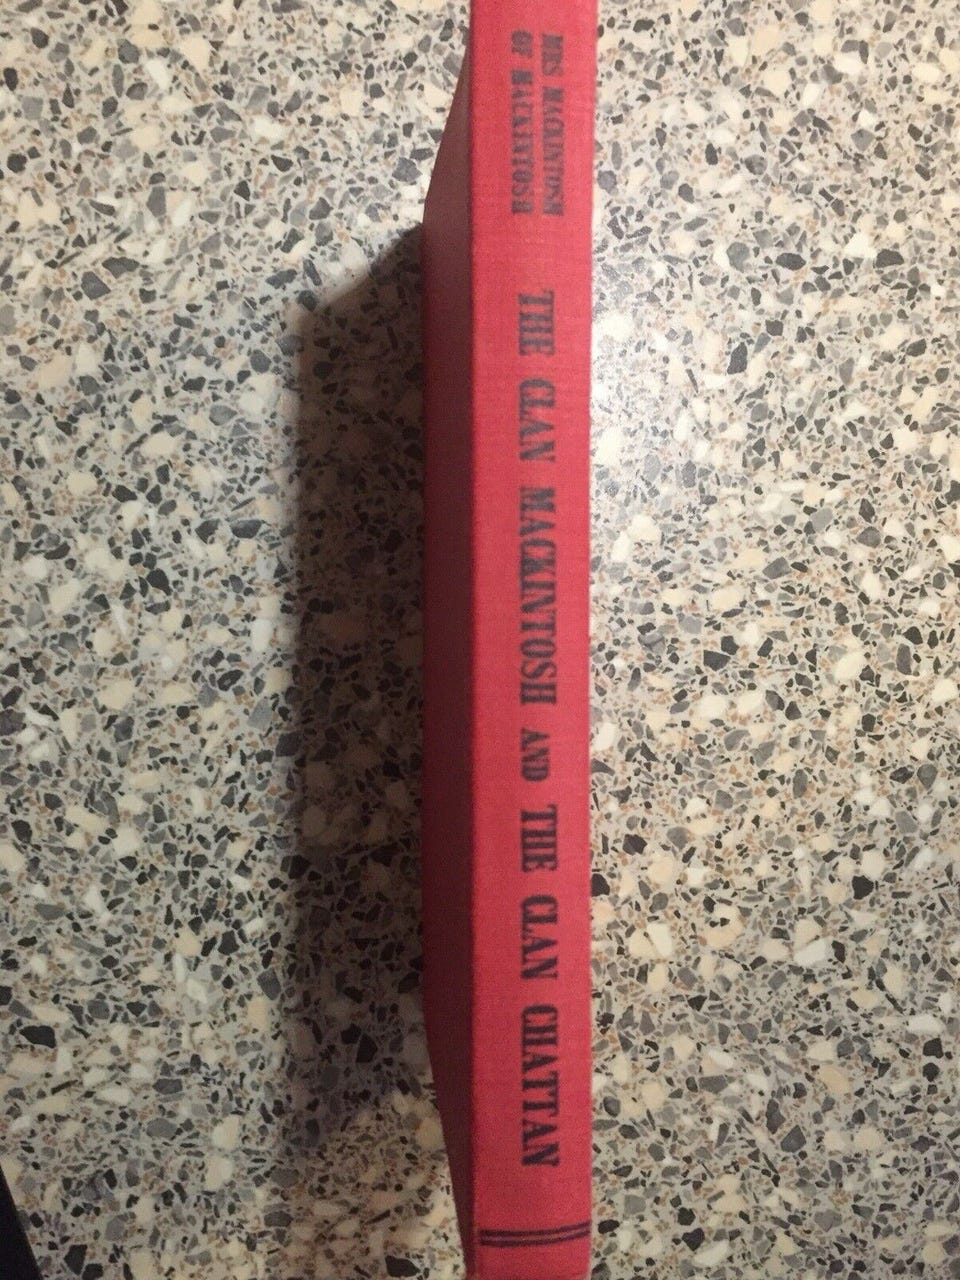 MRS MACKINTOSH
OF MACKINTOSH
THE CLAN MACKINTOSH AND THE CLAN CHATTAN